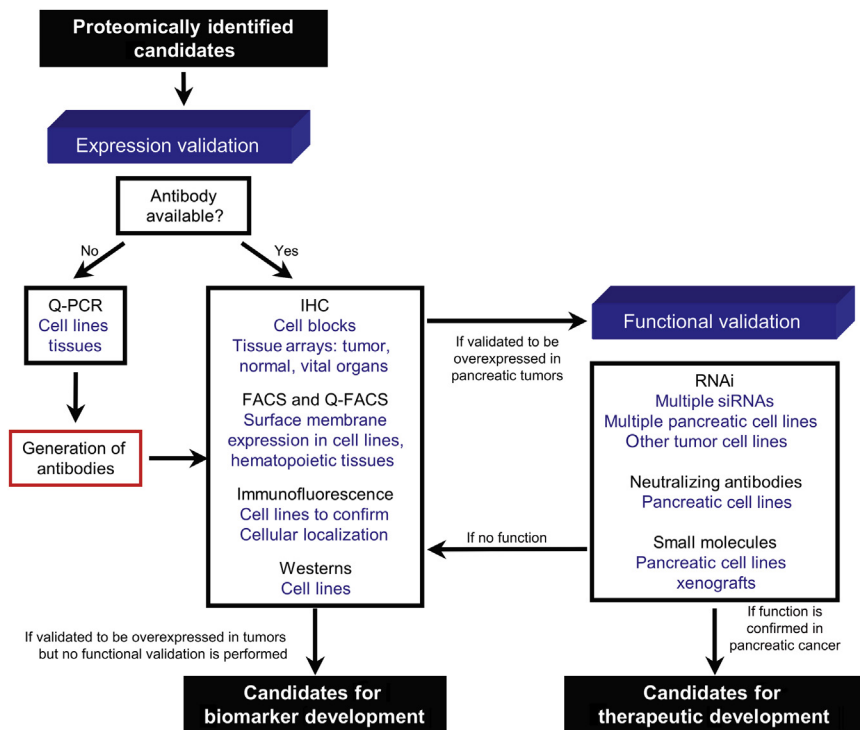 Proteomically identified
candidates
Expression validation
Antibody
available?
No
Yes
Q-PCR
Cell lines
tissues
Generation of
antibodies
IHC
Cell blocks
Tissue arrays: tumor,
normal, vital organs
FACS and Q-FACS
Surface membrane
expression in cell lines,
hematopoietic tissues
Immunofluorescence
Cell lines to confirm
Cellular localization
Westerns
Cell lines
If validated to be
overexpressed in
pancreatic tumors
Functional validation
RNAi
Multiple siRNAs
Multiple pancreatic cell lines
Other tumor cell lines
Neutralizing antibodies
Pancreatic cell lines
Small molecules
Pancreatic cell lines
xenografts
If no function
If validated to be overexpressed in tumors
but no functional validation is performed
If function is
confirmed in
pancreatic cancer
Candidates for
biomarker development
Candidates for
therapeutic development